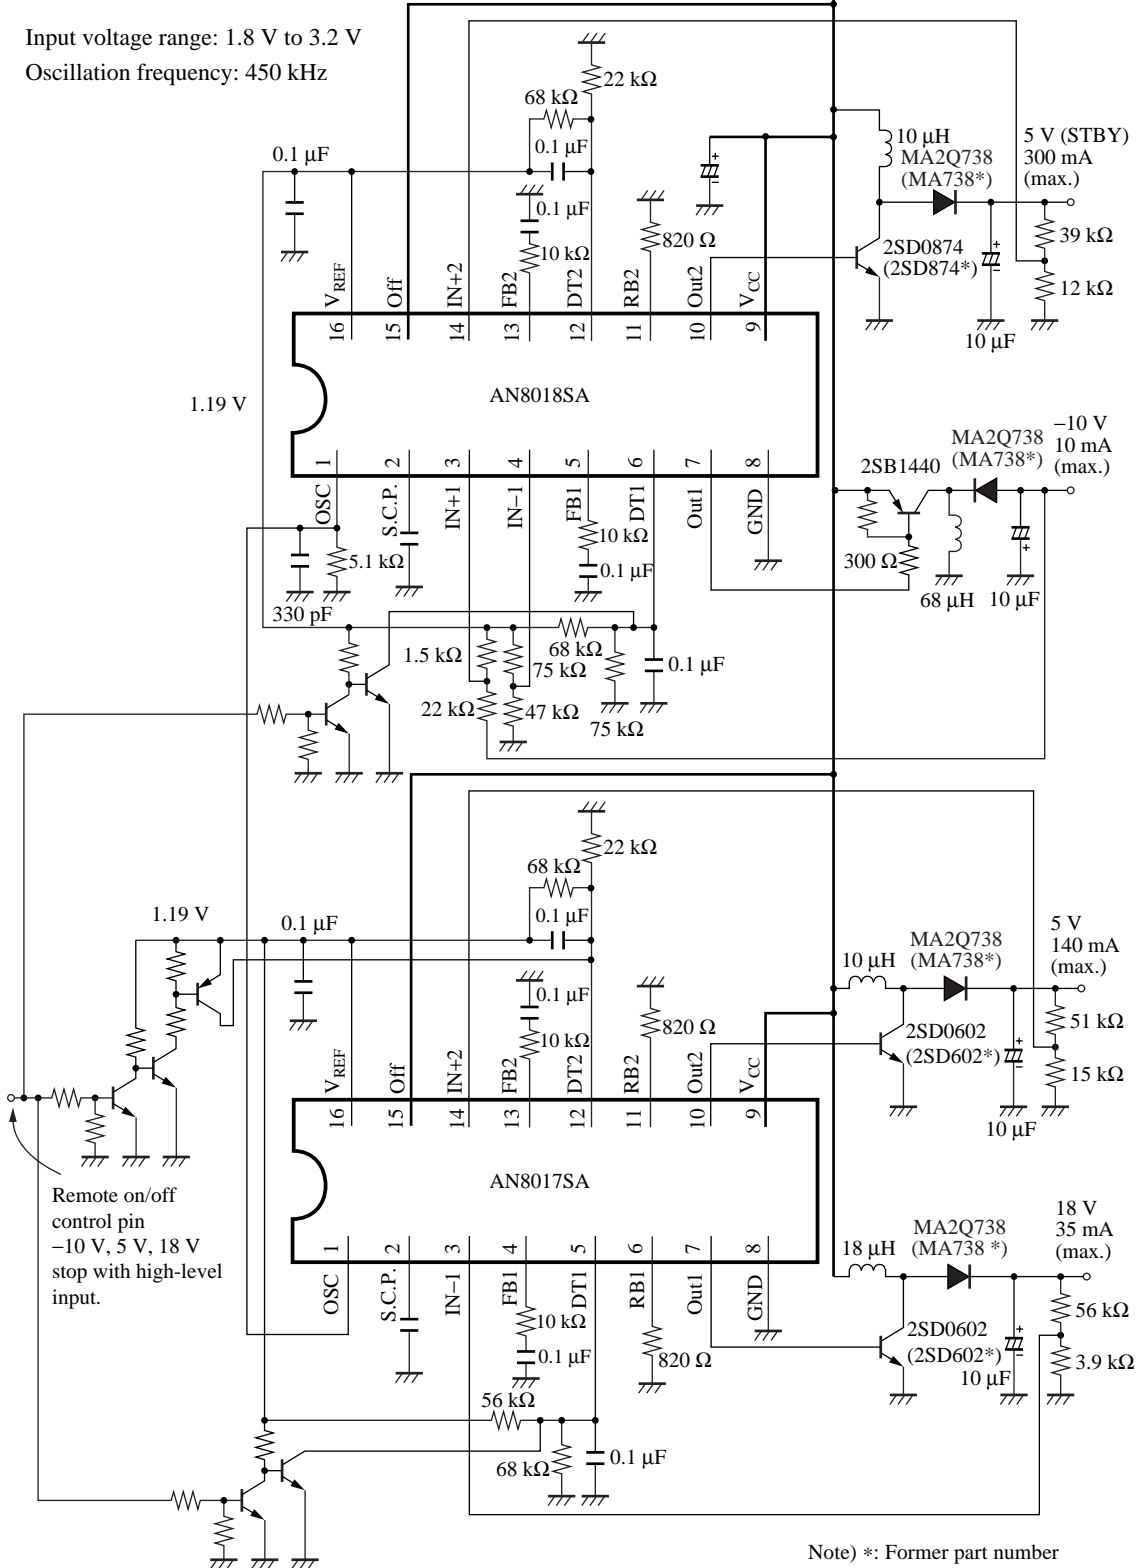 Input voltage range: 1.8 V to 3.2 V
Oscillation frequency: 450 kHz
22 kΩ
68 kΩ
0.1 μF
0.1 μF
0.1 μF
10 kΩ
820 Ω
10 μH
MA2Q738
(MA738*)
5 V (STBY)
300 mA
(max.)
39 kΩ
12 kΩ
2SD0874
(2SD874*)
10 μF
VREF
Off
IN+2
FB2
DT2
RB2
Out2
VCC
16
15
14
13
12
11
10
9
1.19 V
AN8018SA
1
2
3
4
5
6
7
8
OSC
S.C.P.
IN+1
IN−1
FB1
DT1
Out1
GND
2SB1440
MA2Q738
(MA738*)
−10 V
10 mA
(max.)
300 Ω
68 μH
10 μF
5.1 kΩ
330 pF
10 kΩ
0.1 μF
1.5 kΩ
22 kΩ
75 kΩ
47 kΩ
68 kΩ
75 kΩ
0.1 μF
22 kΩ
68 kΩ
0.1 μF
1.19 V
0.1 μF
0.1 μF
10 kΩ
820 Ω
10 μH
MA2Q738
(MA738*)
5 V
140 mA
(max.)
51 kΩ
15 kΩ
2SD0602
(2SD602*)
10 μF
VREF
Off
IN+2
FB2
DT2
RB2
Out2
VCC
16
15
14
13
12
11
10
9
AN8017SA
1
2
3
4
5
6
7
8
OSC
S.C.P.
IN−1
FB1
DT1
RB1
Out1
GND
Remote on/off
control pin
−10 V, 5 V, 18 V
stop with high-level
input.
18 μH
MA2Q738
(MA738 *)
18 V
35 mA
(max.)
56 kΩ
3.9 kΩ
2SD0602
(2SD602*)
10 μF
10 kΩ
0.1 μF
820 Ω
56 kΩ
68 kΩ
0.1 μF
Note) *: Former part number